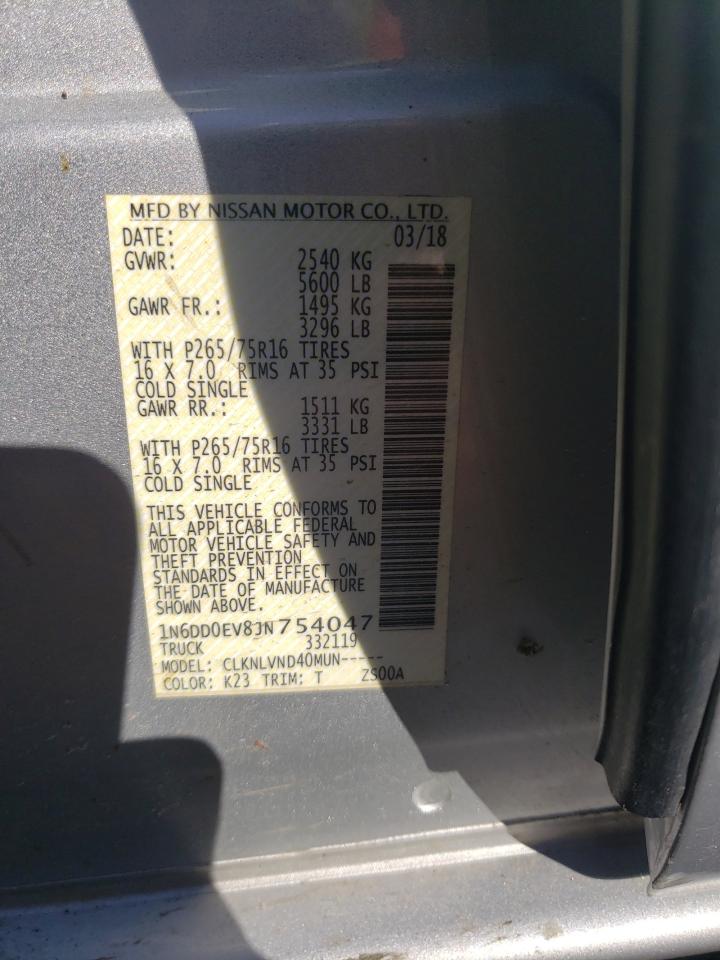 MFD BY NISSAN MOTOR CO., LTD.
DATE: 03/18
GVWR: 2540 KG
5600 LB
GAWR FR.: 1495 KG
3296 LB
WITH P265/75R16 TIRES
16 X 7.0 RIMS AT 35 PSI
COLD SINGLE
GAWR RR.: 1511 KG
3331 LB
WITH P265/75R16 TIRES
16 X 7.0 RIMS AT 35 PSI
COLD SINGLE
THIS VEHICLE CONFORMS TO
ALL APPLICABLE FEDERAL
MOTOR VEHICLE SAFETY AND
THEFT PREVENTION
STANDARDS IN EFFECT ON
THE DATE OF MANUFACTURE
SHOWN ABOVE.
1N6DD0EV8JN754047
TRUCK 332119
MODEL: CLKNLVND40MUN-----
COLOR: K23 TRIM: T ZS00A